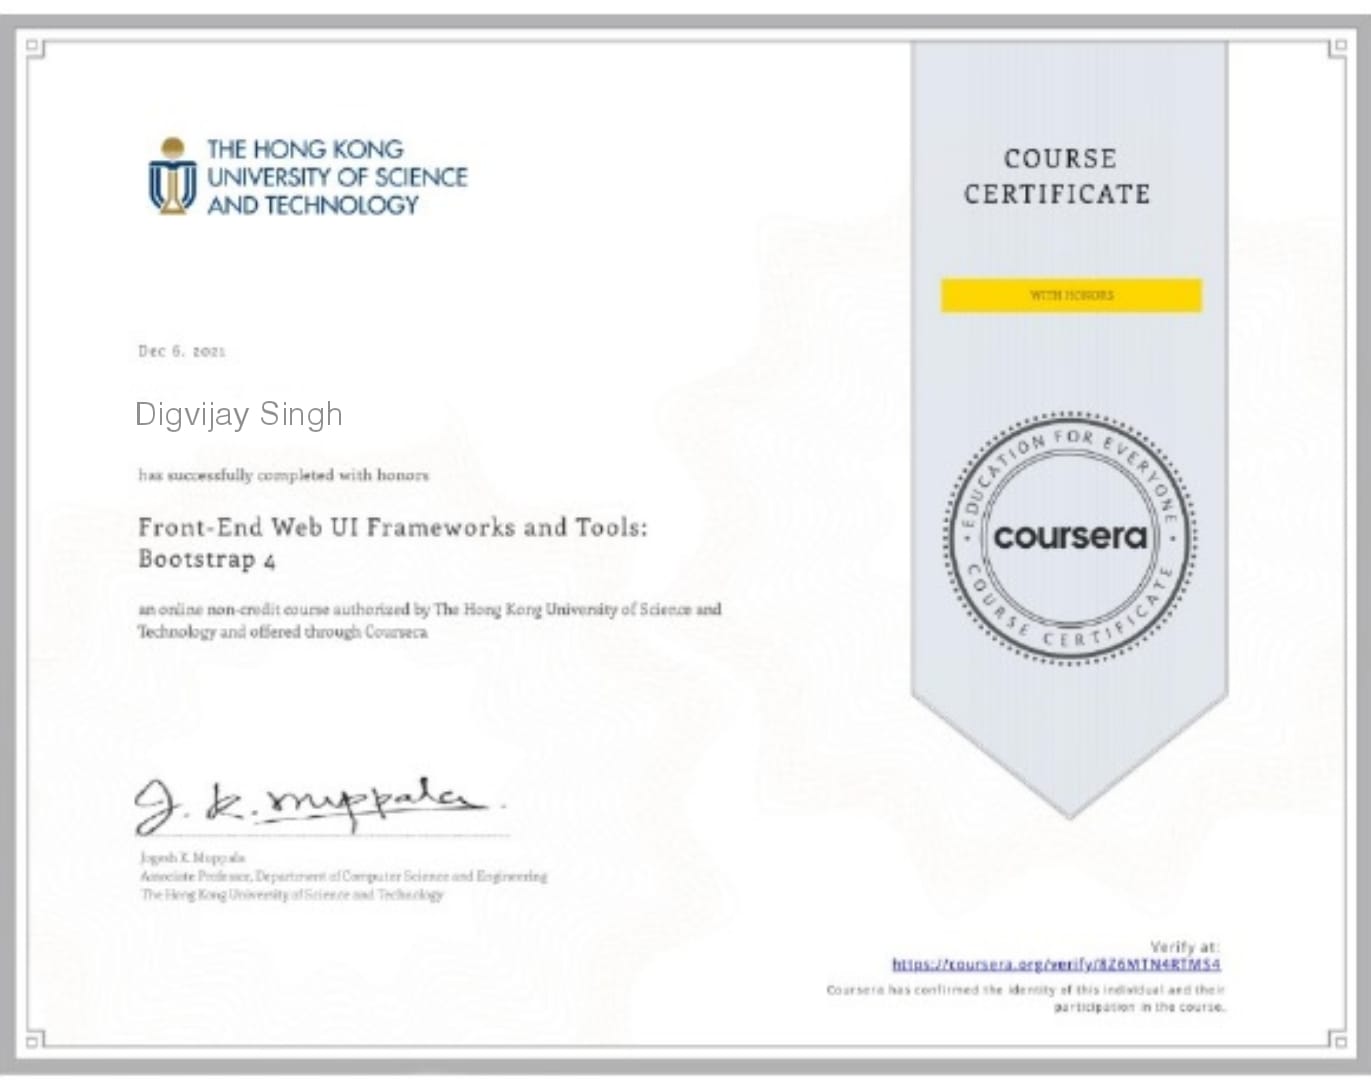 THE HONG KONG
UNIVERSITY OF SCIENCE
AND TECHNOLOGY
COURSE
CERTIFICATE
WITH HONORS
Dec 6, 2021
Digvijay Singh
has successfully completed with honors
Front-End Web UI Frameworks and Tools:
Bootstrap 4
an online non-credit course authorized by The Hong Kong University of Science and
Technology and offered through Coursera
EDUCATION FOR EVERYONE
coursera
COURSE CERTIFICATE
J. K. Muppala
Jogesh K. Muppala
Associate Professor, Department of Computer Science and Engineering
The Hong Kong University of Science and Technology
Verify at:
https://coursera.org/verify/8Z6MTN4RTMS4
Coursera has confirmed the identity of this individual and their
participation in the course.